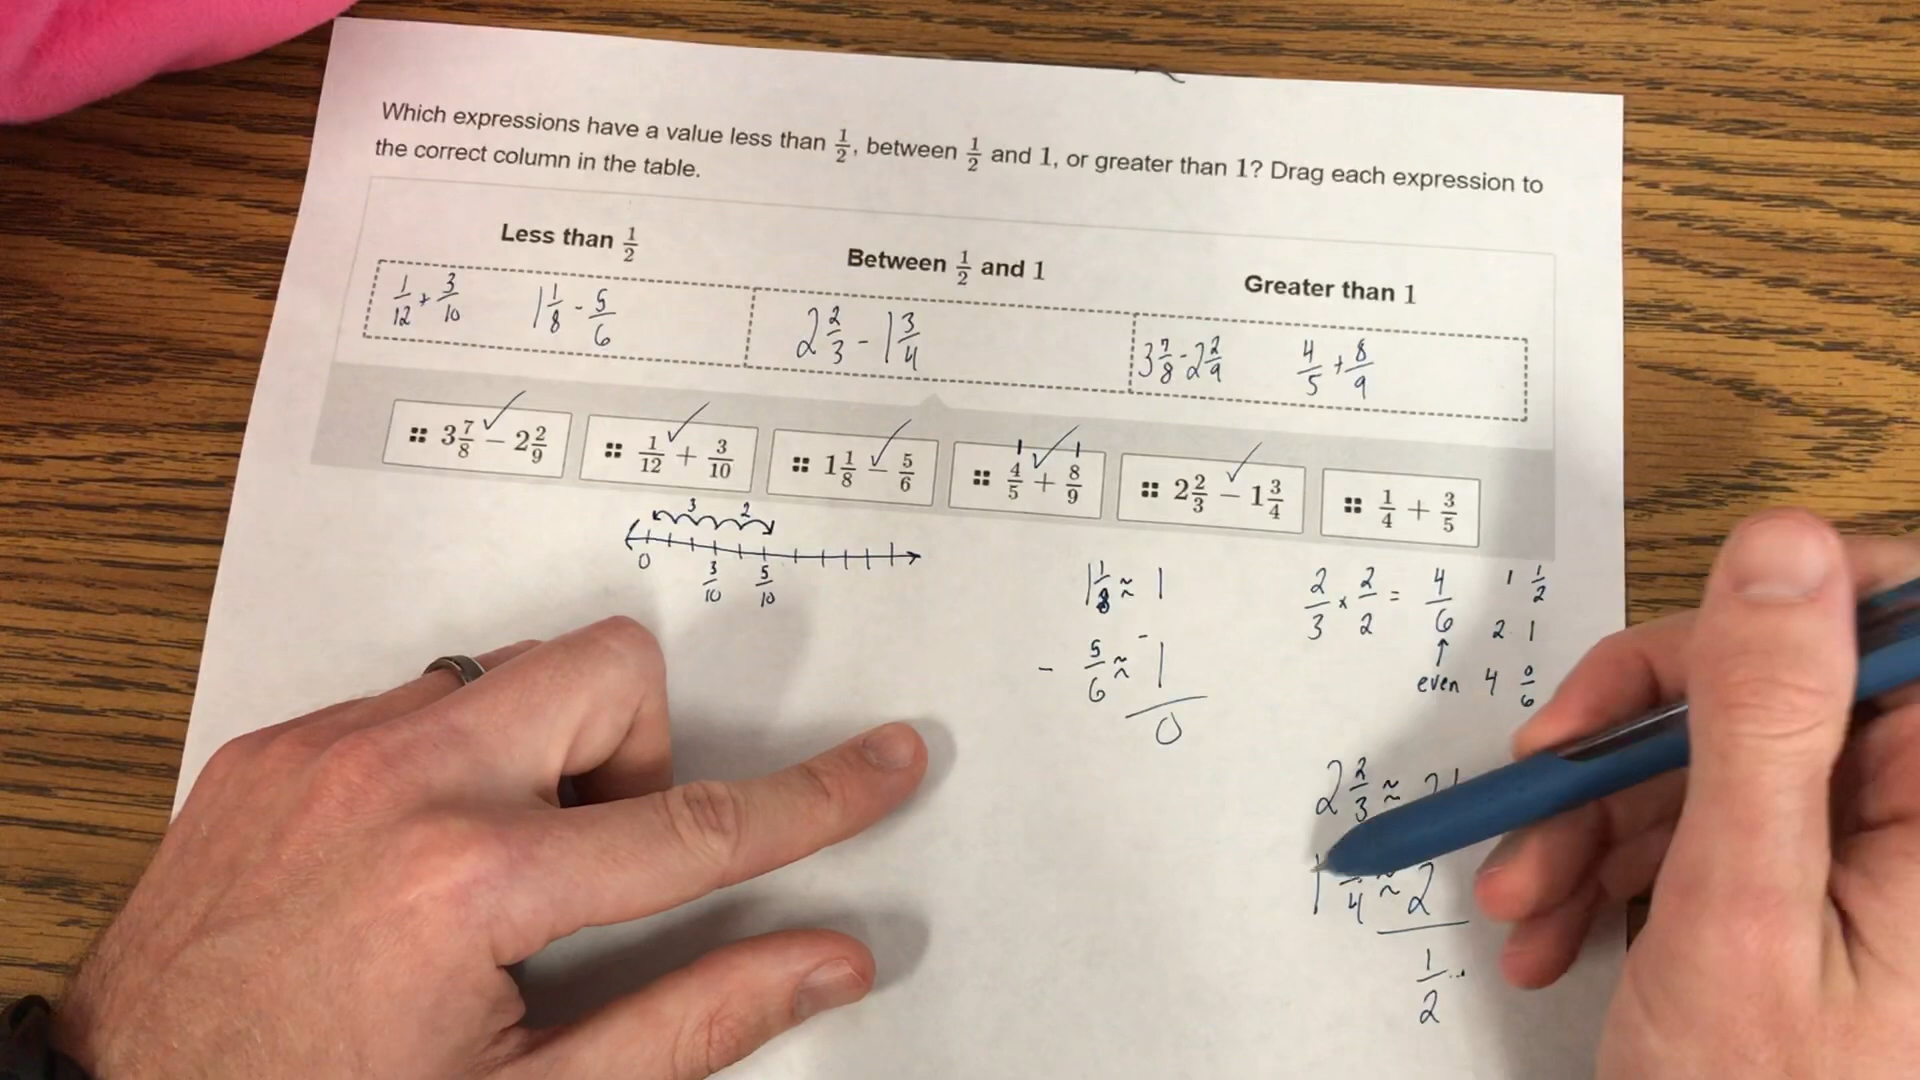 Which expressions have a value less than 1/2, between 1/2 and 1, or greater than 1? Drag each expression to
the correct column in the table.
Less than 1/2
Between 1/2 and 1
Greater than 1
1/12 + 3/10
1 1/8 - 5/6
2 2/3 - 1 3/4
3 7/8 - 2 2/9
4/5 + 8/9
3 7/8 − 2 2/9
1/12 + 3/10
1 1/8 − 5/6
1 1
4/5 + 8/9
2 2/3 − 1 3/4
1/4 + 3/5
3 2
0 3/10 5/10
1 1/8 ≈ 1
- 5/6 ≈ 1
0
2/3 x 2/2 = 4/6
even
1 1/2
2 1
4 0/6
2 2/3 ≈
≈ 2
1/2